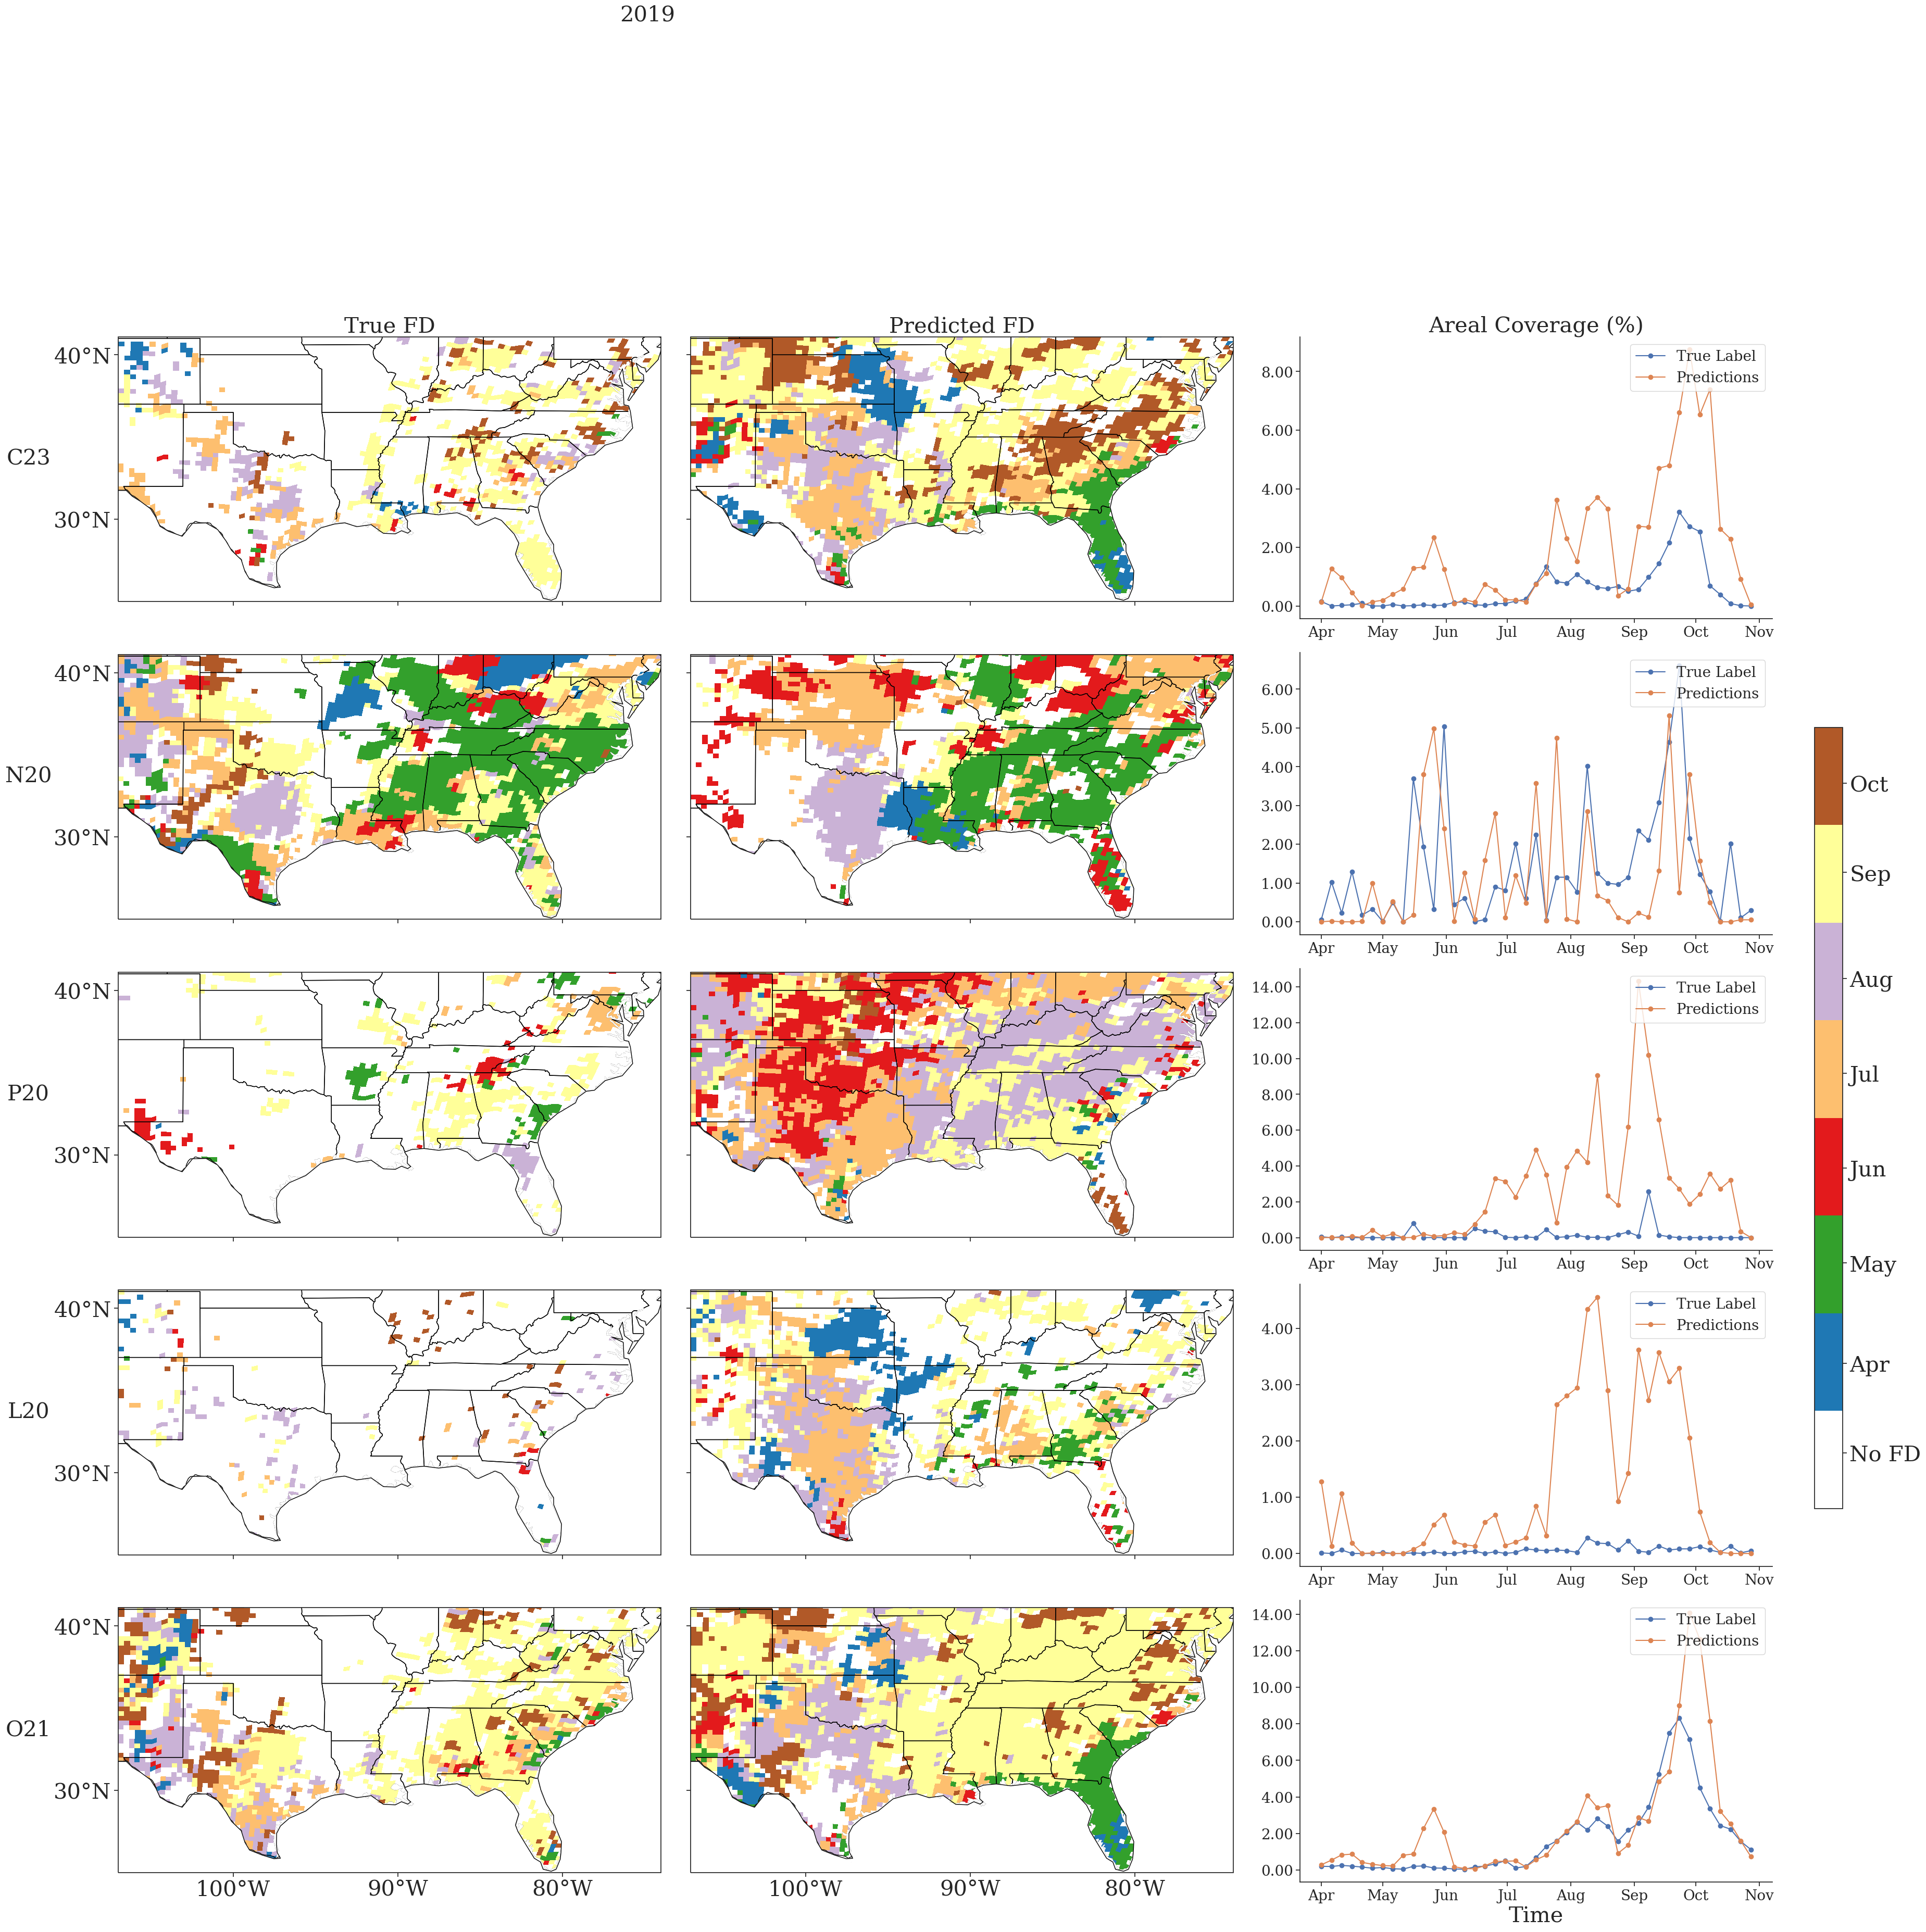 2019
True FD
Predicted FD
Areal Coverage (%)
C23
40°N
30°N
8.00
6.00
4.00
2.00
0.00
True Label
Predictions
Apr May Jun Jul Aug Sep Oct Nov
N20
40°N
30°N
6.00
5.00
4.00
3.00
2.00
1.00
0.00
True Label
Predictions
Apr May Jun Jul Aug Sep Oct Nov
P20
40°N
30°N
14.00
12.00
10.00
8.00
6.00
4.00
2.00
0.00
True Label
Predictions
Apr May Jun Jul Aug Sep Oct Nov
L20
40°N
30°N
4.00
3.00
2.00
1.00
0.00
True Label
Predictions
Apr May Jun Jul Aug Sep Oct Nov
O21
40°N
30°N
100°W 90°W 80°W
100°W 90°W 80°W
14.00
12.00
10.00
8.00
6.00
4.00
2.00
0.00
True Label
Predictions
Apr May Jun Jul Aug Sep Oct Nov
Time
Oct
Sep
Aug
Jul
Jun
May
Apr
No FD